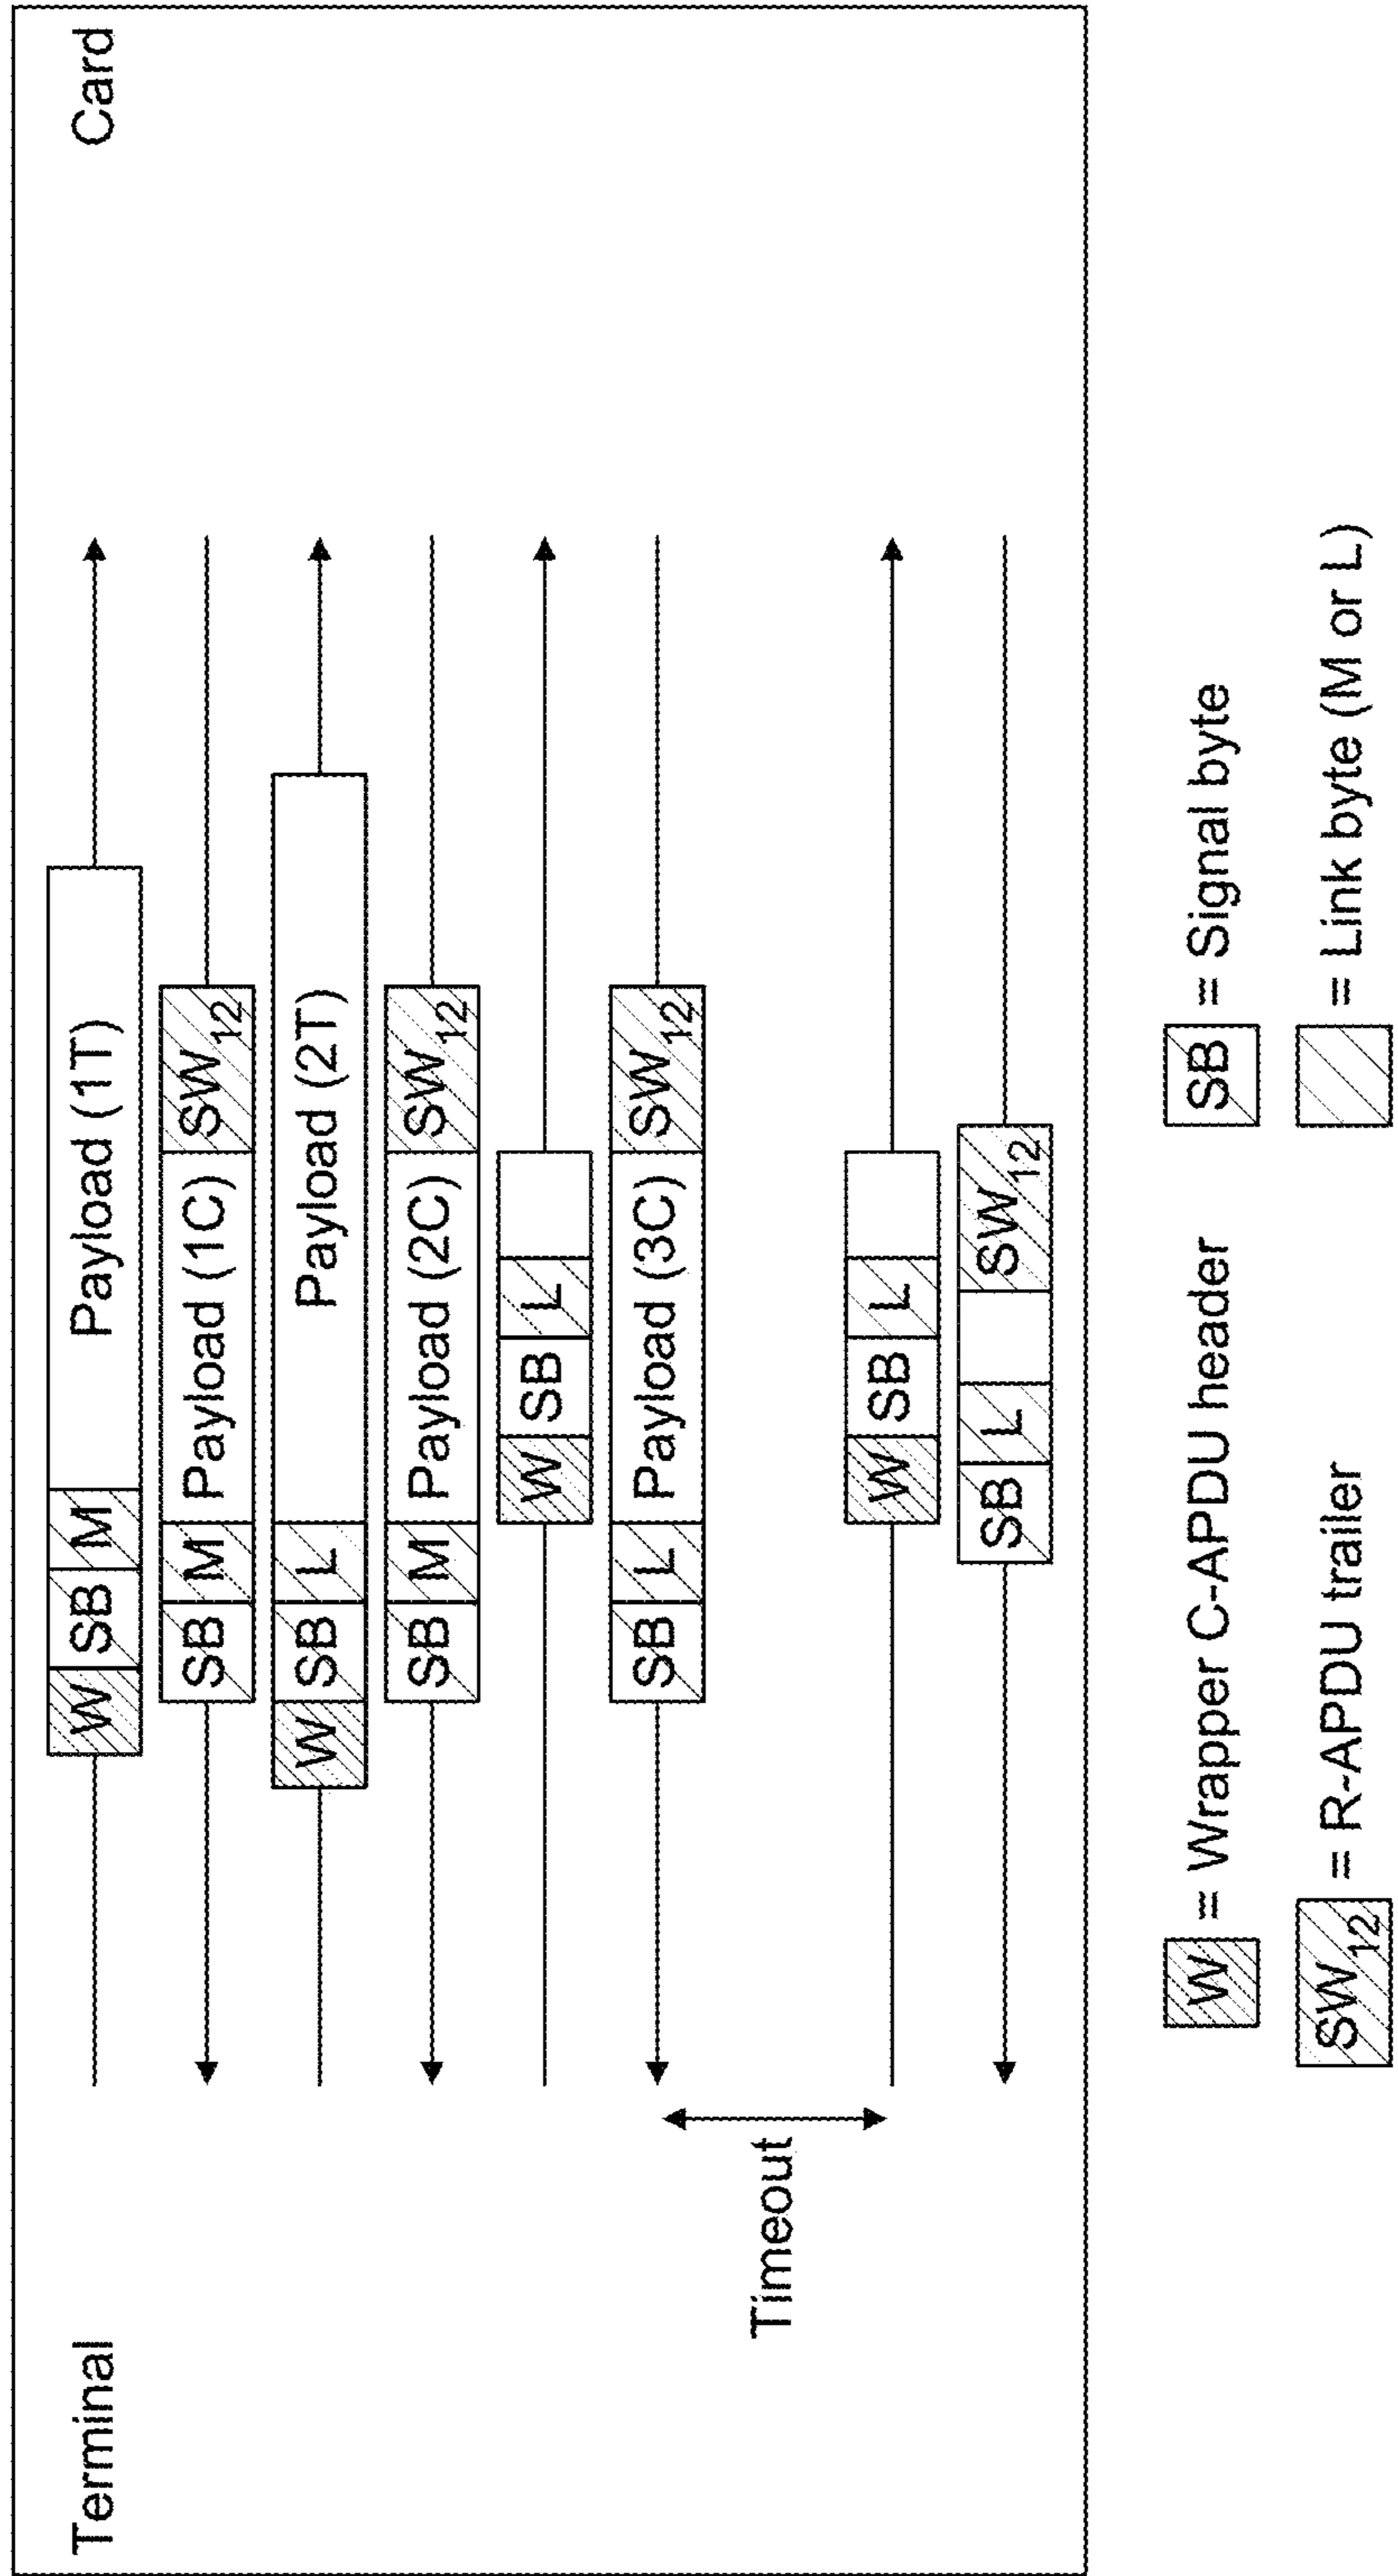 Terminal Card
W SB M Payload (1T)
SB M Payload (1C) SW12
W SB L Payload (2T)
SB M Payload (2C) SW12
W SB L
SB L Payload (3C) SW12
Timeout
W SB L
SB L SW12
W = Wrapper C-APDU header SB = Signal byte
SW12 = R-APDU trailer = Link byte (M or L)